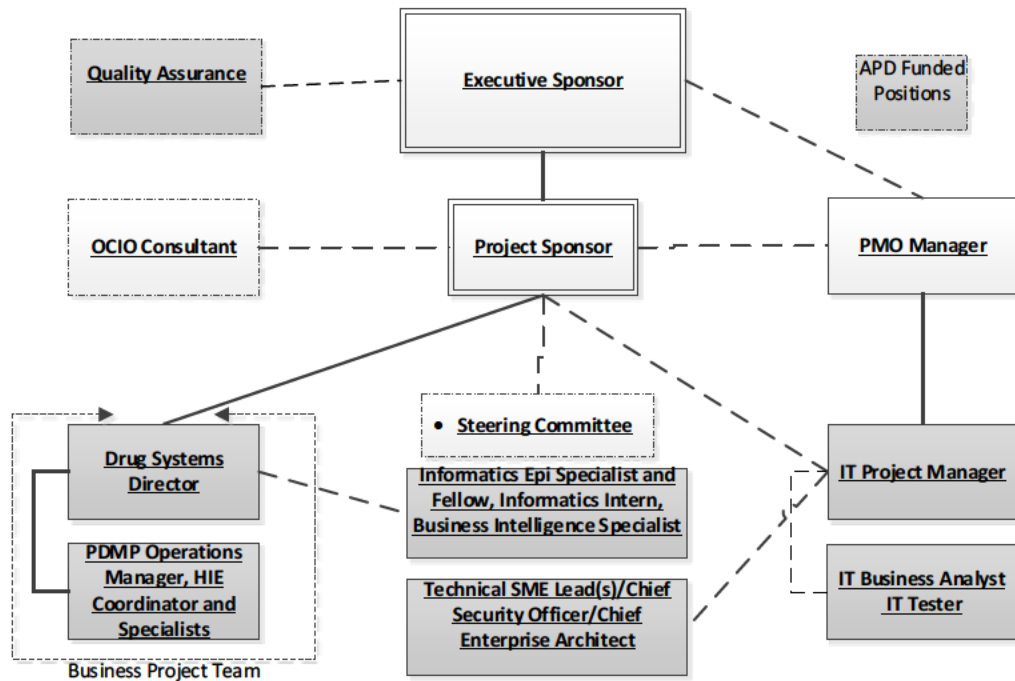 Quality Assurance
Executive Sponsor
APD Funded
Positions
OCIO Consultant
Project Sponsor
PMO Manager
• Steering Committee
Drug Systems
Director
Informatics Epi Specialist and
Fellow, Informatics Intern,
Business Intelligence Specialist
IT Project Manager
PDMP Operations
Manager, HIE
Coordinator and
Specialists
Technical SME Lead(s)/Chief
Security Officer/Chief
Enterprise Architect
IT Business Analyst
IT Tester
Business Project Team